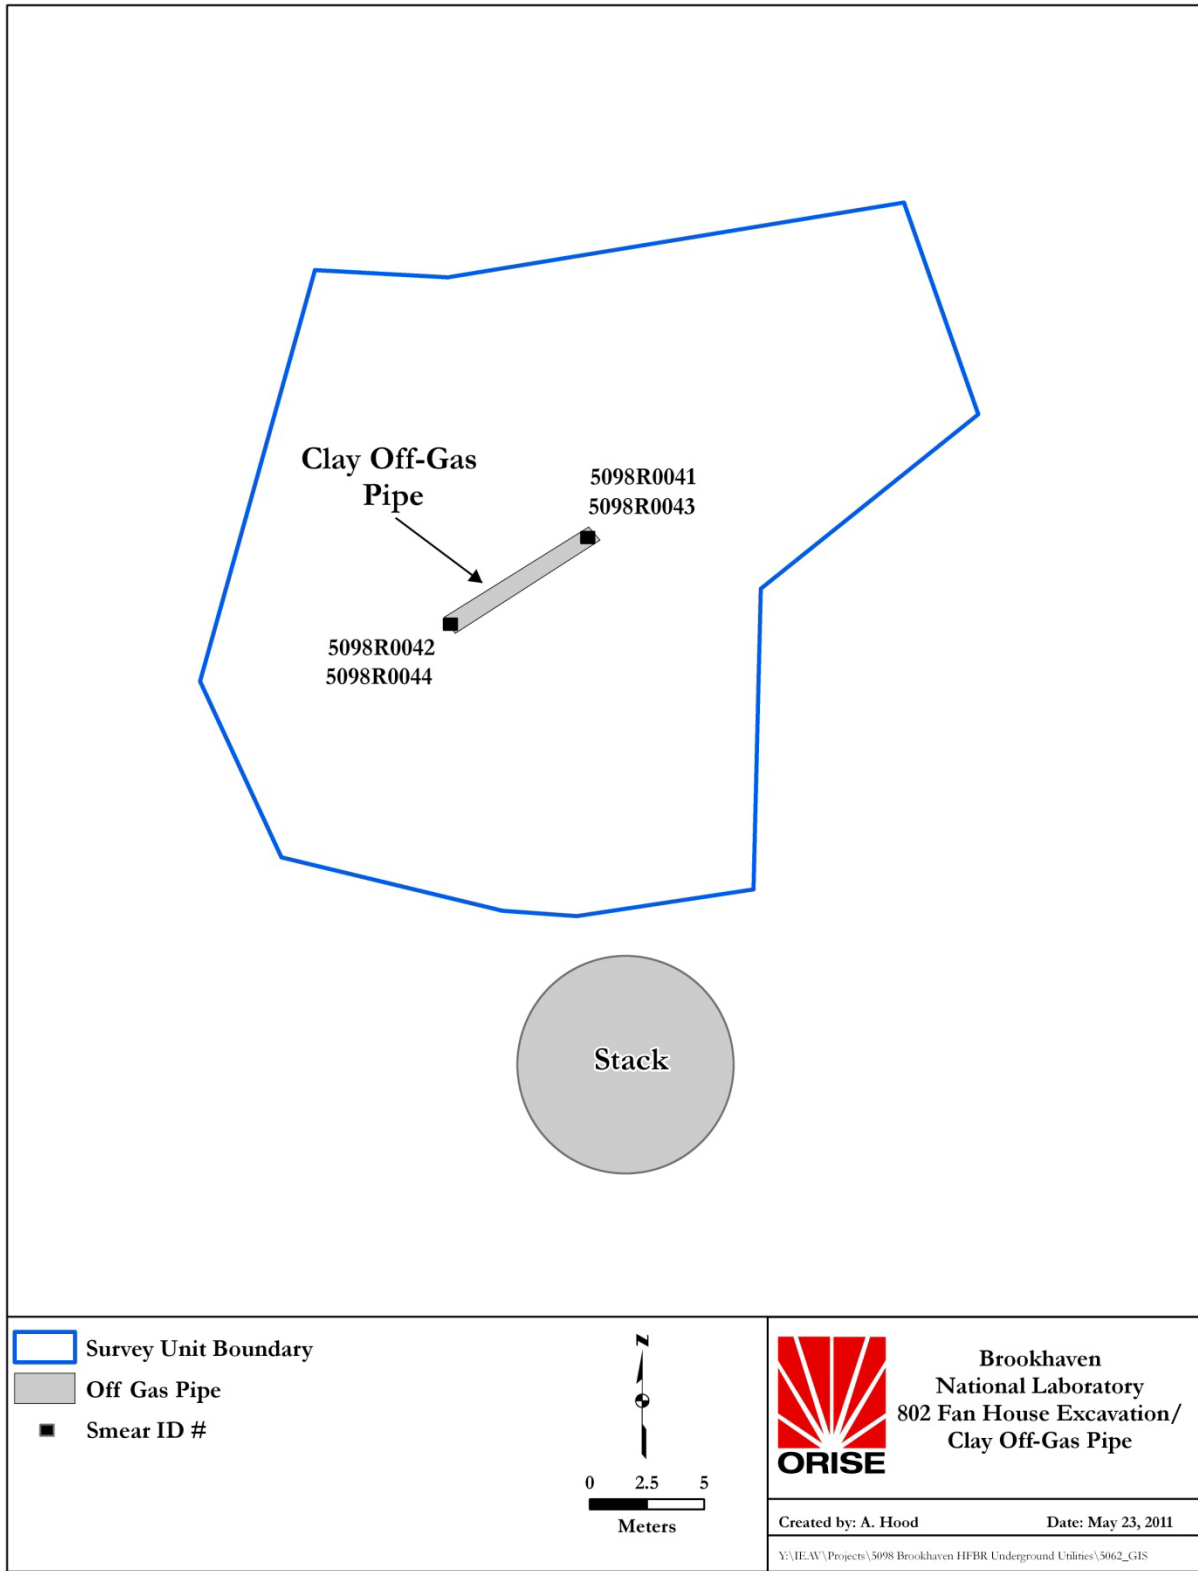 Clay Off-Gas
Pipe
5098R0041
5098R0043
5098R0042
5098R0044
Stack
Survey Unit Boundary
Off Gas Pipe
Smear ID #
N
0 2.5 5
Meters
ORISE
Brookhaven
National Laboratory
802 Fan House Excavation/
Clay Off-Gas Pipe
Created by: A. Hood Date: May 23, 2011
Y:\IEAV\Projects\5098 Brookhaven HFBR Underground Utilities\5062_GIS